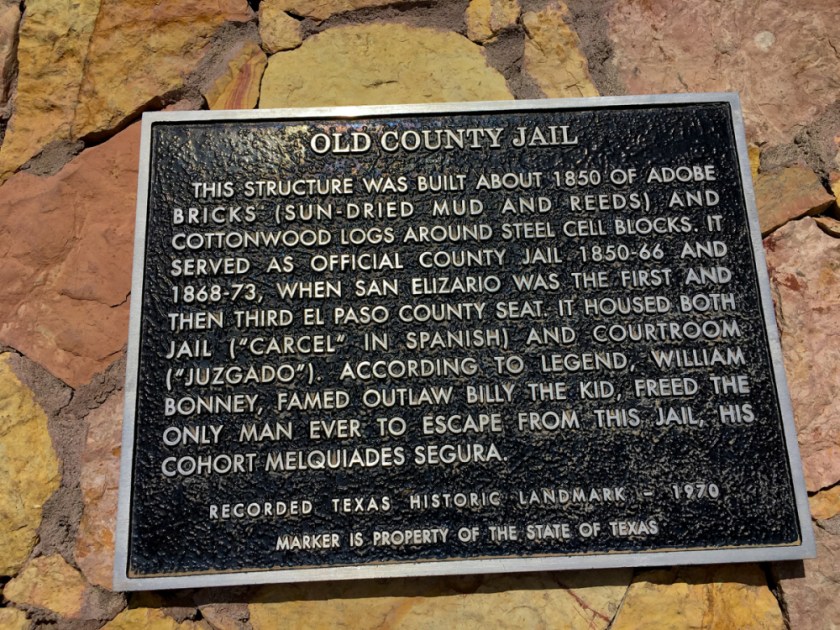 OLD COUNTY JAIL
THIS STRUCTURE WAS BUILT ABOUT 1850 OF ADOBE
BRICKS (SUN-DRIED MUD AND REEDS) AND
COTTONWOOD LOGS AROUND STEEL CELL BLOCKS. IT
SERVED AS OFFICIAL COUNTY JAIL 1850-66 AND
1868-73, WHEN SAN ELIZARIO WAS THE FIRST AND
THEN THIRD EL PASO COUNTY SEAT. IT HOUSED BOTH
JAIL ("CARCEL" IN SPANISH) AND COURTROOM
("JUZGADO"). ACCORDING TO LEGEND, WILLIAM
BONNEY, FAMED OUTLAW BILLY THE KID, FREED THE
ONLY MAN EVER TO ESCAPE FROM THIS JAIL, HIS
COHORT MELQUIADES SEGURA.
RECORDED TEXAS HISTORIC LANDMARK - 1970
MARKER IS PROPERTY OF THE STATE OF TEXAS